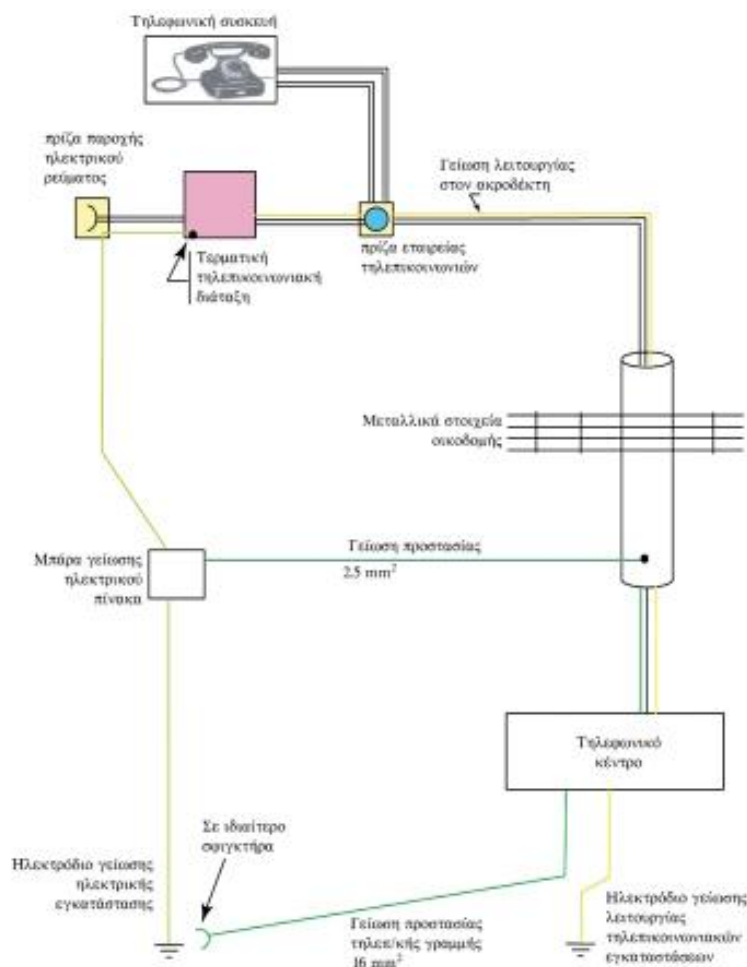 Τηλεφωνική συσκευή
πρίζα παροχής
ηλεκτρικού
ρεύματος
Γείωση λειτουργίας
στον ακροδέκτη
πρίζα εταιρείας
τηλεπικοινωνιών
Τερματική
τηλεπικοινωνιακή
διάταξη
Μεταλλικά στοιχεία
οικοδομής
Γείωση προστασίας
2.5 mm²
Μπάρα γείωσης
ηλεκτρικού
πίνακα
Τηλεφωνικό
κέντρο
Σε ιδιαίτερο
σφιγκτήρα
Ηλεκτρόδιο γείωσης
ηλεκτρικής
εγκατάστασης
Γείωση προστασίας
τηλεπ/κής γραμμής
16 mm²
Ηλεκτρόδιο γείωσης
λειτουργίας
τηλεπικοινωνιακών
εγκαταστάσεων